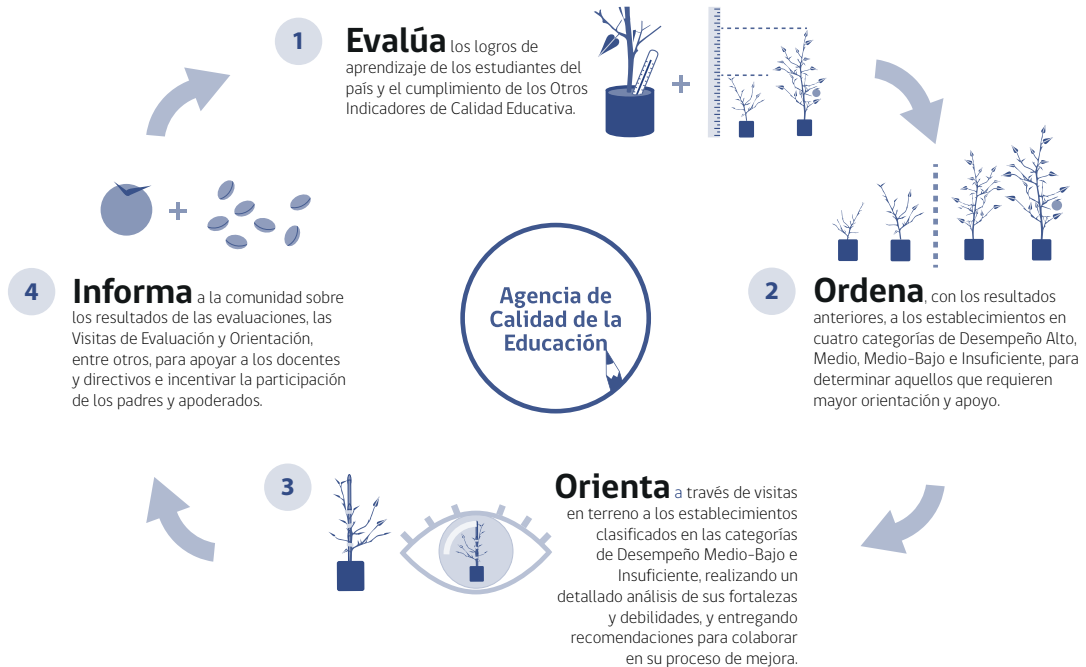 1
Evalúa los logros de
aprendizaje de los estudiantes del
país y el cumplimiento de los Otros
Indicadores de Calidad Educativa.
2
Ordena, con los resultados
anteriores, a los establecimientos en
cuatro categorías de Desempeño Alto,
Medio, Medio-Bajo e Insuficiente, para
determinar aquellos que requieren
mayor orientación y apoyo.
3
Orienta a través de visitas
en terreno a los establecimientos
clasificados en las categorías
de Desempeño Medio-Bajo e
Insuficiente, realizando un
detallado análisis de sus fortalezas
y debilidades, y entregando
recomendaciones para colaborar
en su proceso de mejora.
4
Informa a la comunidad sobre
los resultados de las evaluaciones, las
Visitas de Evaluación y Orientación,
entre otros, para apoyar a los docentes
y directivos e incentivar la participación
de los padres y apoderados.
Agencia de
Calidad de la
Educación